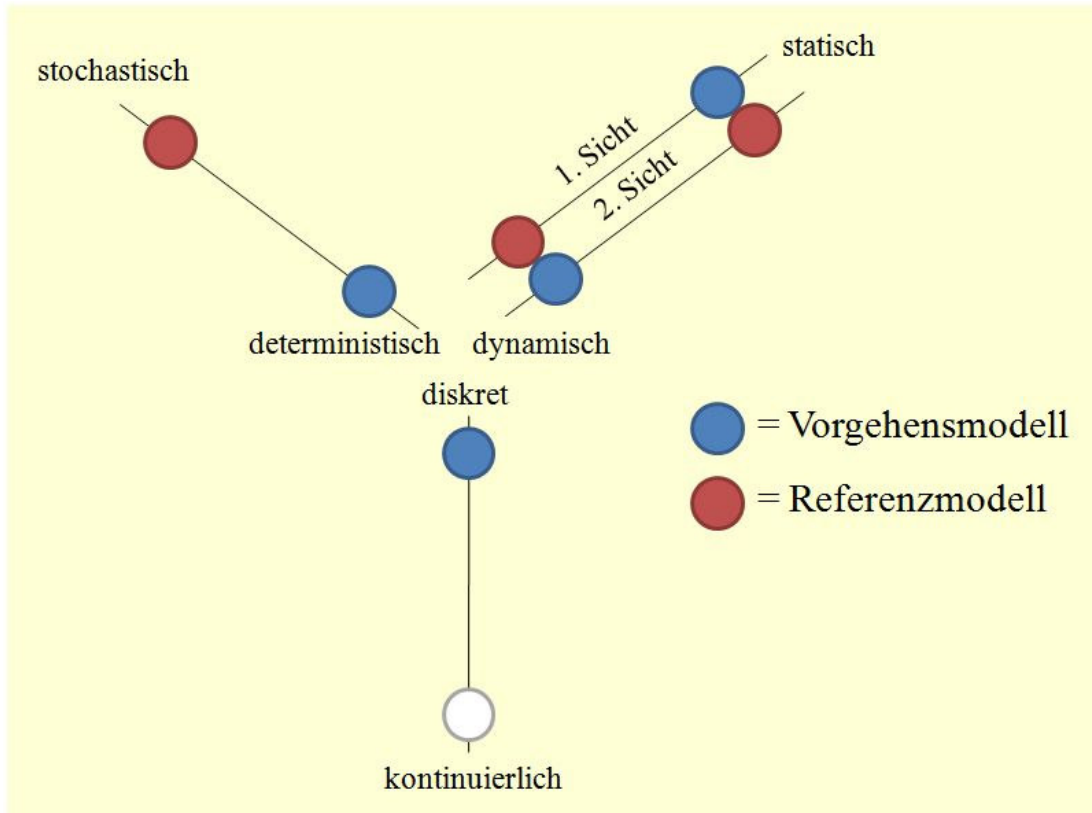 stochastisch
statisch
1. Sicht
2. Sicht
deterministisch
dynamisch
diskret
= Vorgehensmodell
= Referenzmodell
kontinuierlich